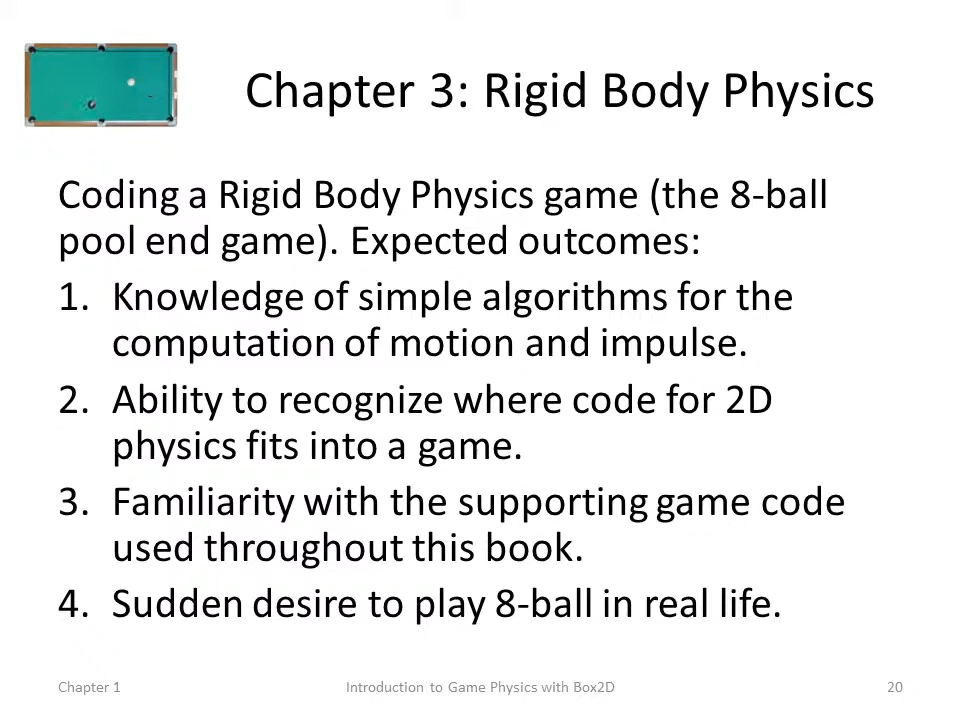 Chapter 3: Rigid Body Physics
Coding a Rigid Body Physics game (the 8-ball
pool end game). Expected outcomes:
1. Knowledge of simple algorithms for the
computation of motion and impulse.
2. Ability to recognize where code for 2D
physics fits into a game.
3. Familiarity with the supporting game code
used throughout this book.
4. Sudden desire to play 8-ball in real life.
Chapter 1
Introduction to Game Physics with Box2D
20